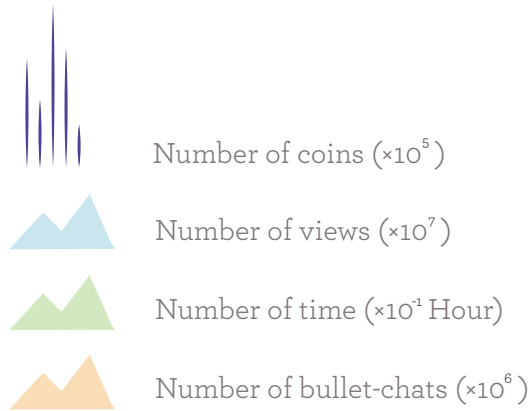 Number of coins (×10⁵)
Number of views (×10⁷)
Number of time (×10⁻¹ Hour)
Number of bullet-chats (×10⁶)